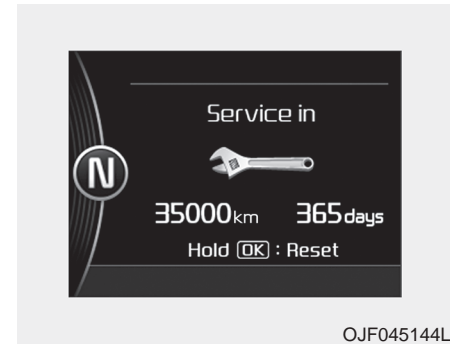 Service in
N
35000km 365days
Hold OK : Reset
OJF045144L